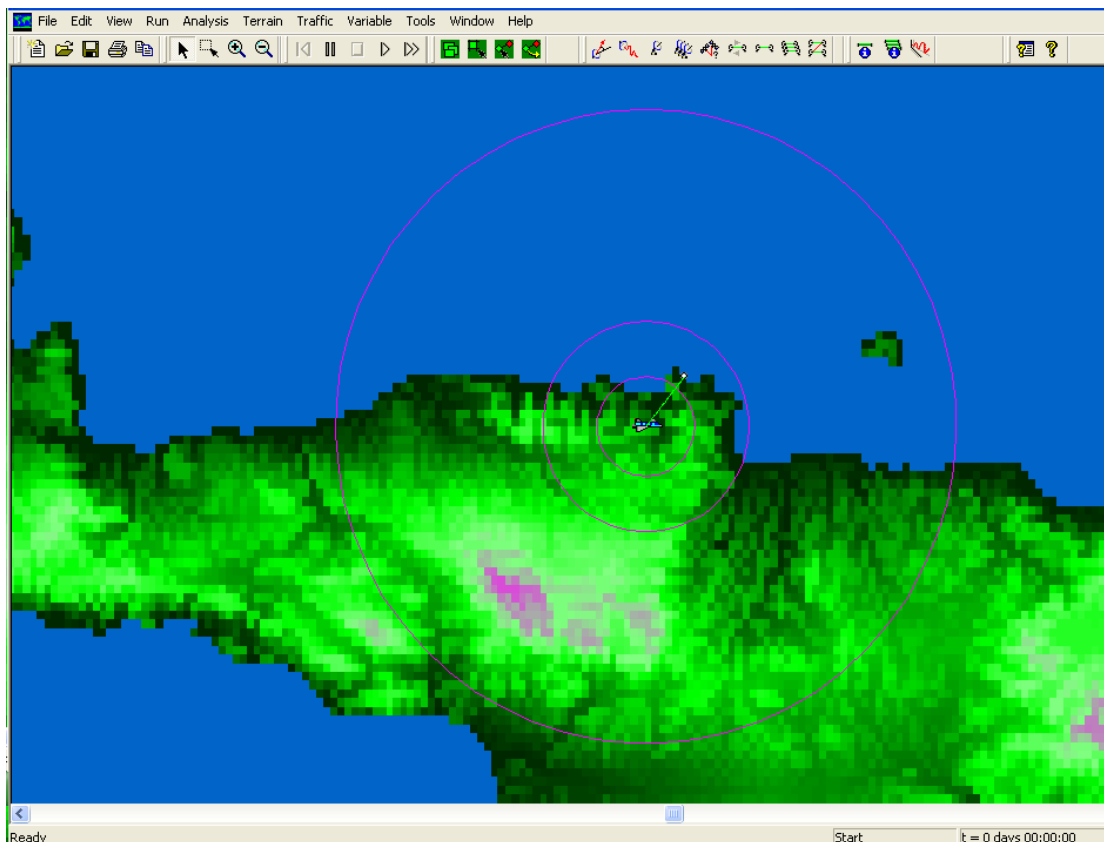 File Edit View Run Analysis Terrain Traffic Variable Tools Window Help
Ready Start t = 0 days 00:00:00